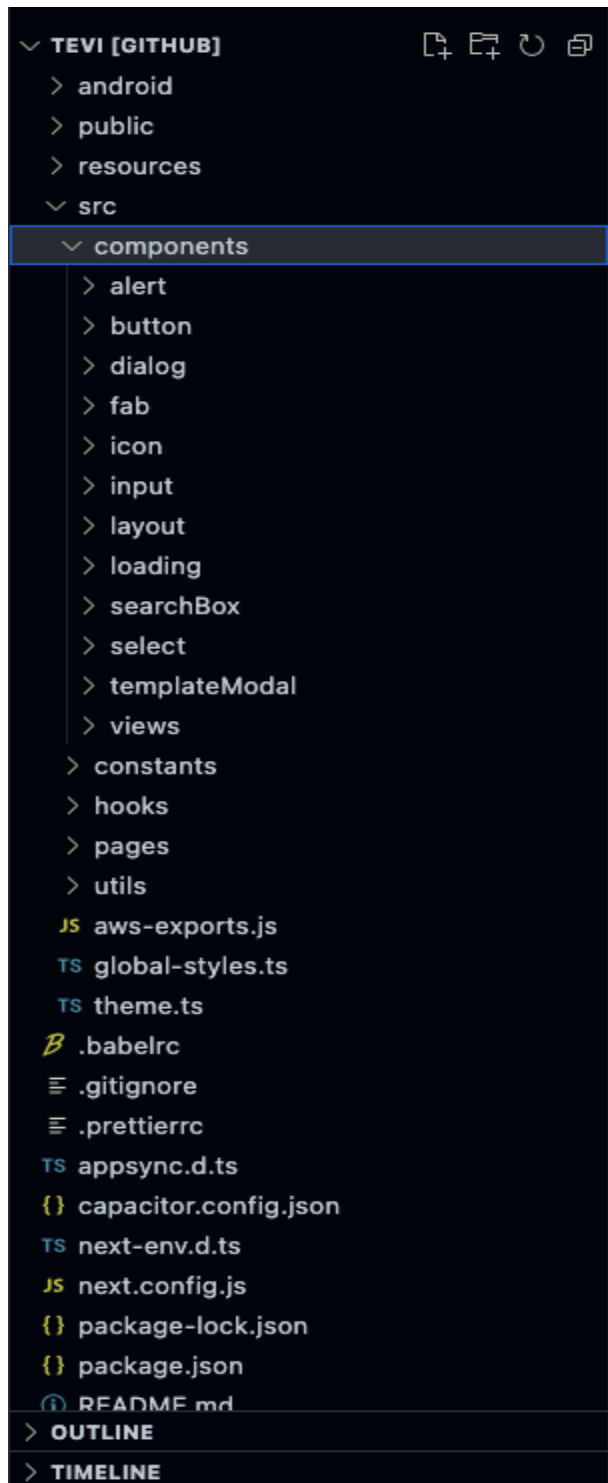 TEVI [GITHUB]
android
public
resources
src
components
alert
button
dialog
fab
icon
input
layout
loading
searchBox
select
templateModal
views
constants
hooks
pages
utils
JS aws-exports.js
TS global-styles.ts
TS theme.ts
B .babelrc
.gitignore
.prettierrc
TS appsync.d.ts
{} capacitor.config.json
TS next-env.d.ts
JS next.config.js
{} package-lock.json
{} package.json
README.md
OUTLINE
TIMELINE